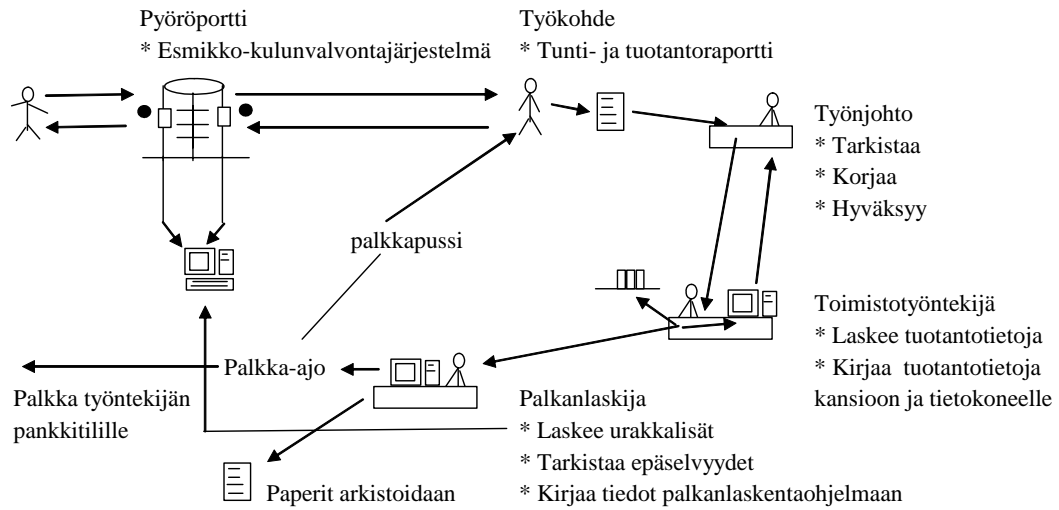 Pyöröportti
* Esmikko-kulunvalvontajärjestelmä
Työkohde
* Tunti- ja tuotantoraportti
Työnjohto
* Tarkistaa
* Korjaa
* Hyväksyy
palkkapussi
Toimistotyöntekijä
* Laskee tuotantotietoja
* Kirjaa tuotantotietoja
kansioon ja tietokoneelle
Palkka-ajo
Palkka työntekijän
pankkitilille
Palkanlaskija
* Laskee urakkalisät
* Tarkistaa epäselvyydet
* Kirjaa tiedot palkanlaskentaohjelmaan
Paperit arkistoidaan